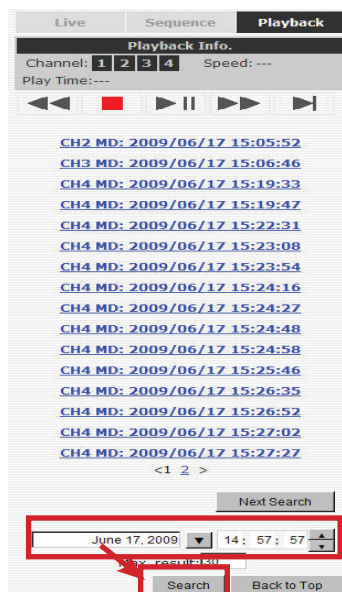 Live Sequence Playback
Playback Info.
Channel: 1 2 3 4 Speed: ---
Play Time:---
CH2 MD: 2009/06/17 15:05:52
CH3 MD: 2009/06/17 15:06:46
CH4 MD: 2009/06/17 15:19:33
CH4 MD: 2009/06/17 15:19:47
CH4 MD: 2009/06/17 15:22:31
CH4 MD: 2009/06/17 15:23:08
CH4 MD: 2009/06/17 15:23:54
CH4 MD: 2009/06/17 15:24:16
CH4 MD: 2009/06/17 15:24:27
CH4 MD: 2009/06/17 15:24:48
CH4 MD: 2009/06/17 15:24:58
CH4 MD: 2009/06/17 15:25:46
CH4 MD: 2009/06/17 15:26:35
CH4 MD: 2009/06/17 15:26:52
CH4 MD: 2009/06/17 15:27:02
CH4 MD: 2009/06/17 15:27:27
<1 2 >
Next Search
June 17, 2009 14: 57: 57
result:
Search Back to Top